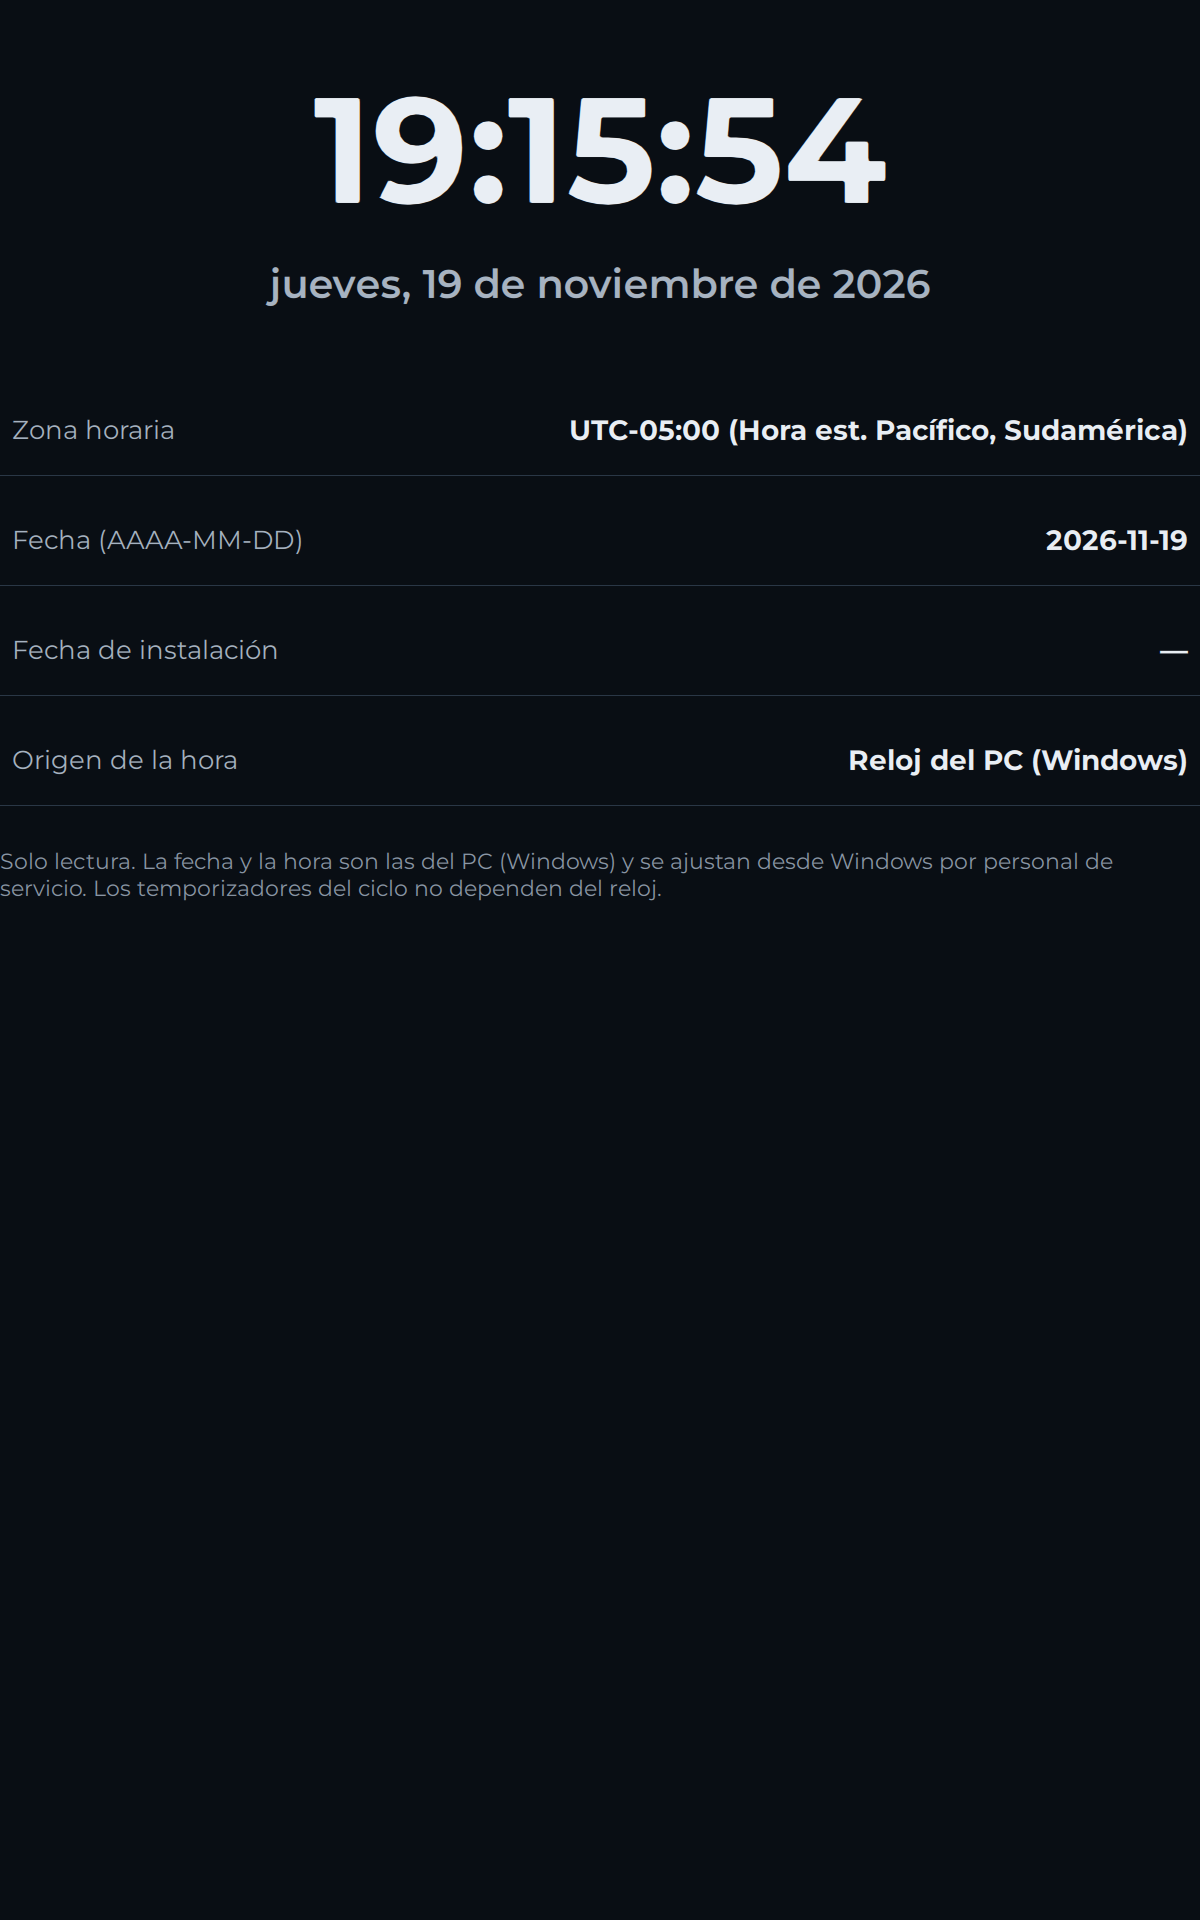 19:15:54
jueves, 19 de noviembre de 2026
Zona horaria UTC-05:00 (Hora est. Pacífico, Sudamérica)
Fecha (AAAA-MM-DD) 2026-11-19
Fecha de instalación —
Origen de la hora Reloj del PC (Windows)
Solo lectura. La fecha y la hora son las del PC (Windows) y se ajustan desde Windows por personal de
servicio. Los temporizadores del ciclo no dependen del reloj.